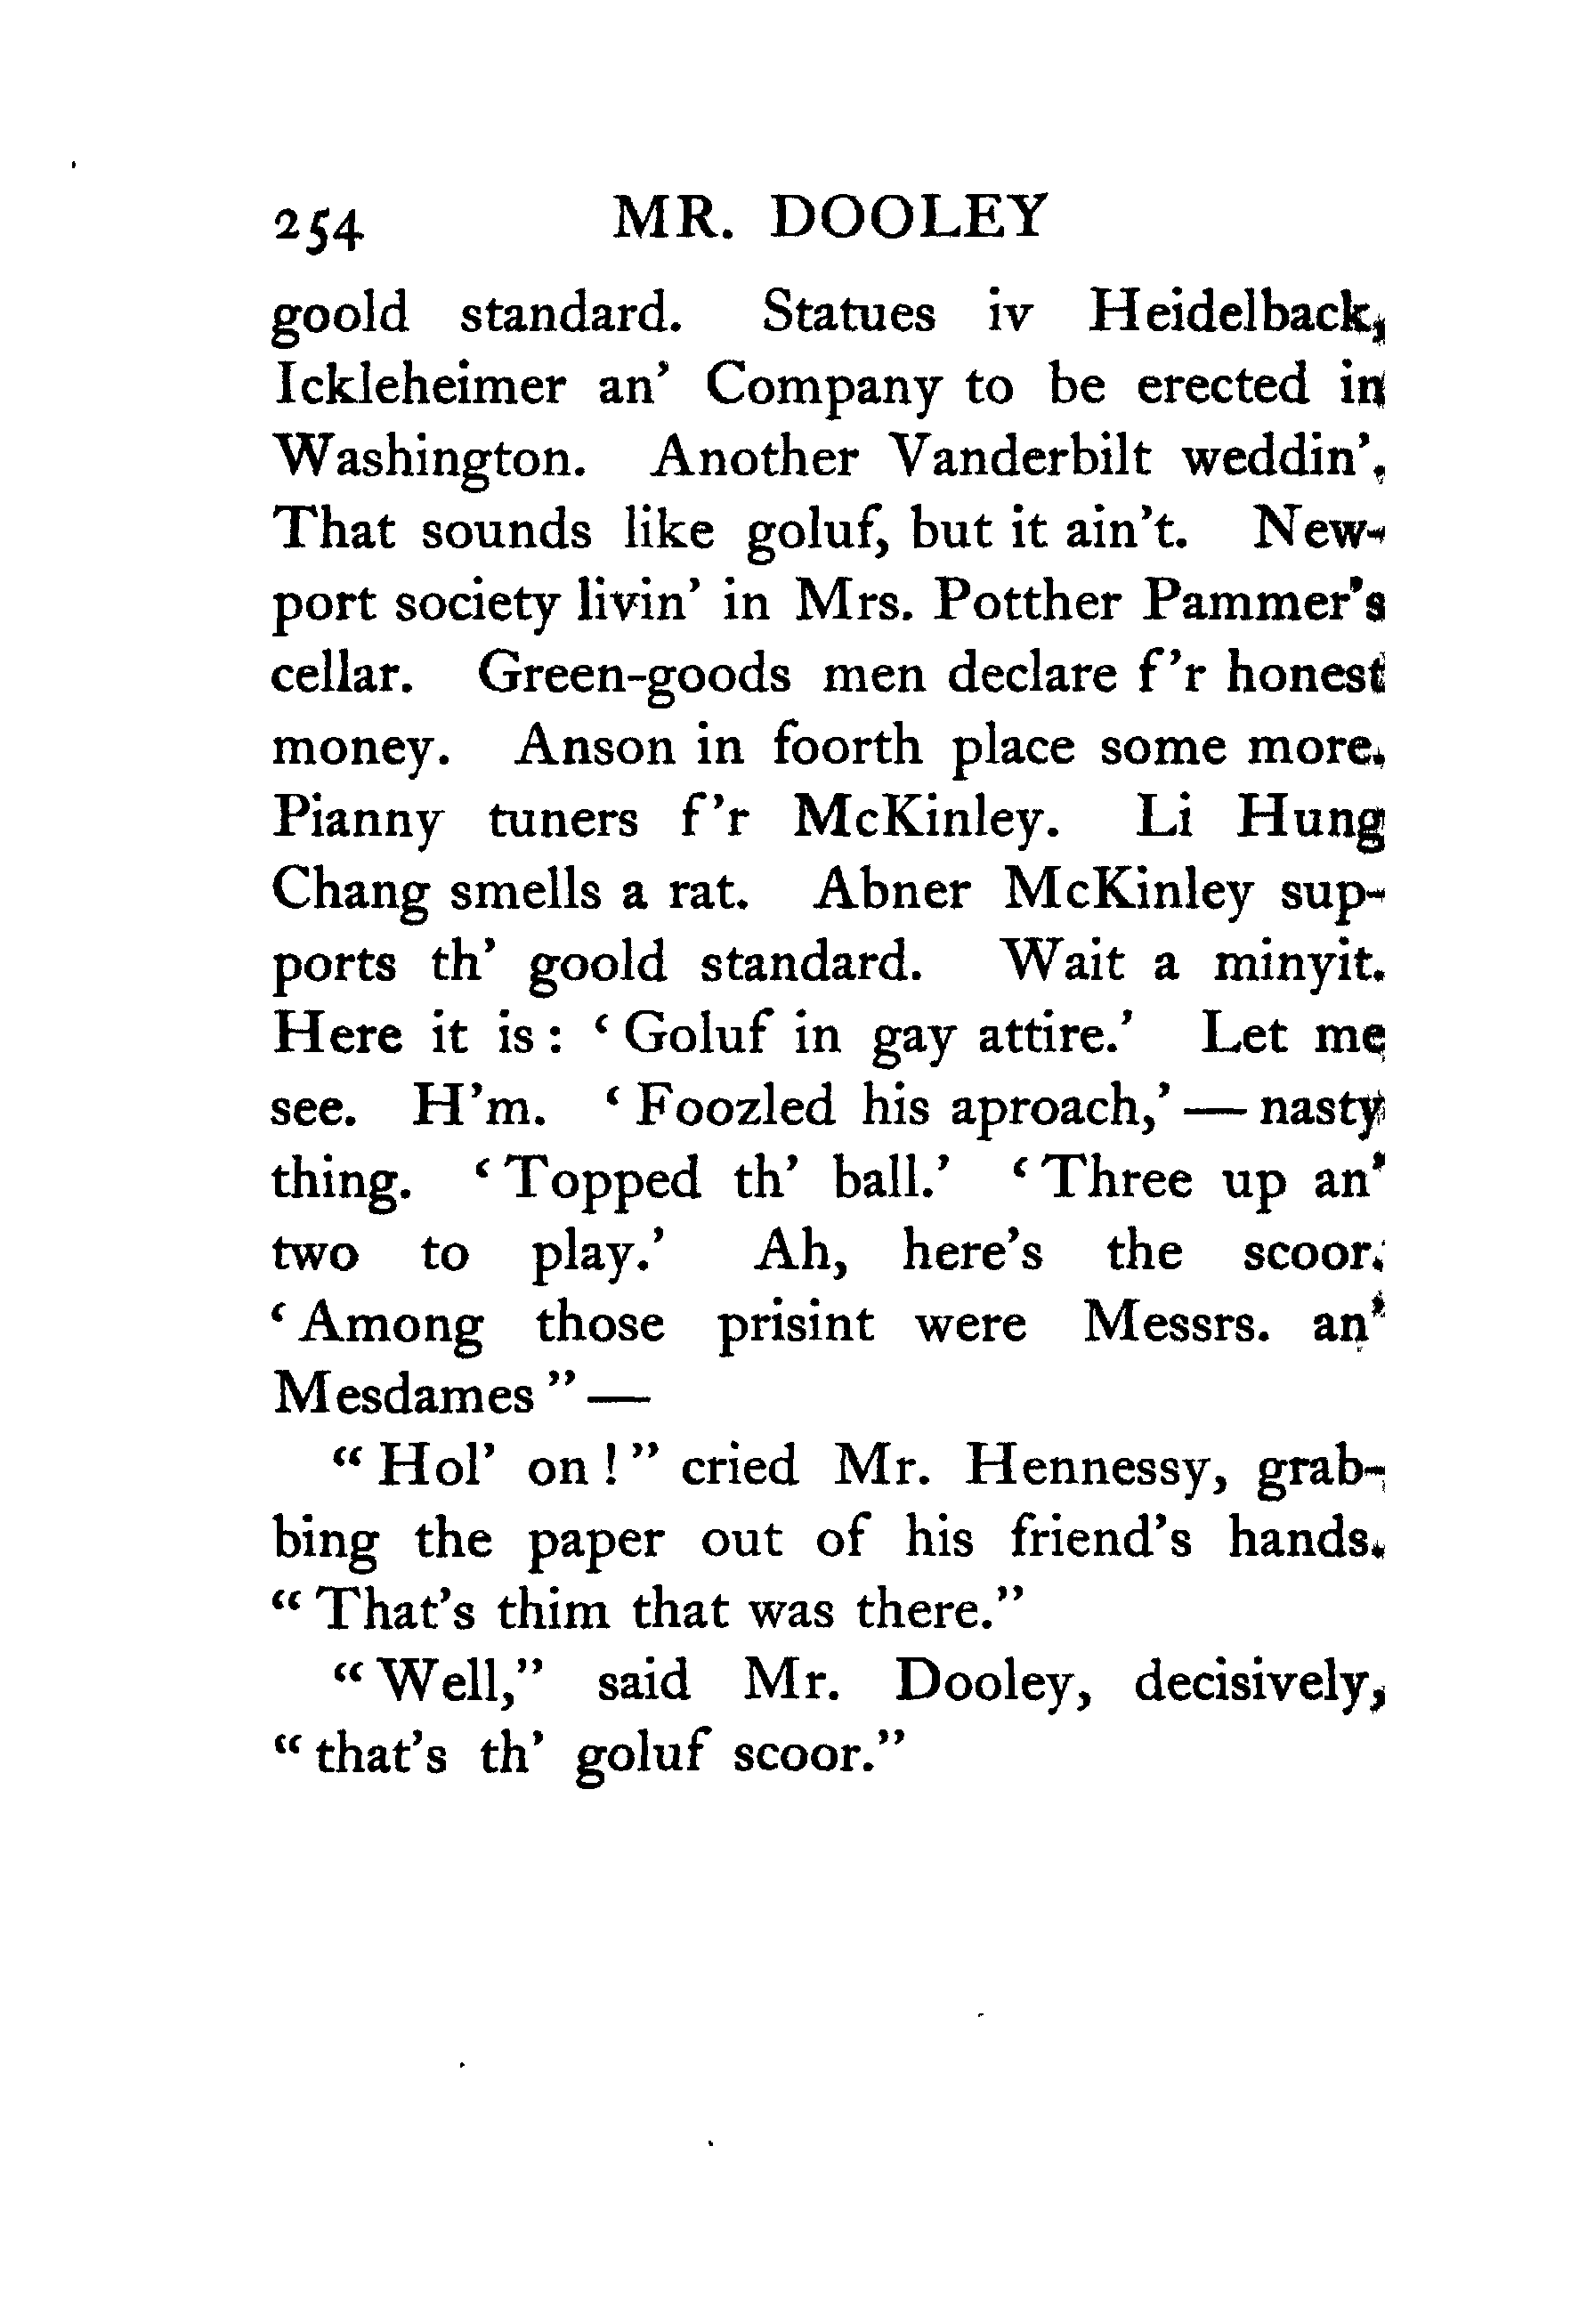 254 MR. DOOLEY
goold standard. Statues iv Heidelback,
Ickleheimer an' Company to be erected in
Washington. Another Vanderbilt weddin'.
That sounds like goluf, but it ain't. New-
port society livin' in Mrs. Potther Pammer's
cellar. Green-goods men declare f'r honest
money. Anson in foorth place some more.
Pianny tuners f'r McKinley. Li Hung
Chang smells a rat. Abner McKinley sup-
ports th' goold standard. Wait a minyit.
Here it is: ‘Goluf in gay attire.’ Let me
see. H'm. ‘Foozled his aproach,’—nasty
thing. ‘Topped th' ball.’ ‘Three up an'
two to play.’ Ah, here's the scoor.
‘Among those prisint were Messrs. an'
Mesdames”—
“Hol' on!” cried Mr. Hennessy, grab-
bing the paper out of his friend's hands.
“That's thim that was there.”
“Well,” said Mr. Dooley, decisively,
“that's th' goluf scoor.”